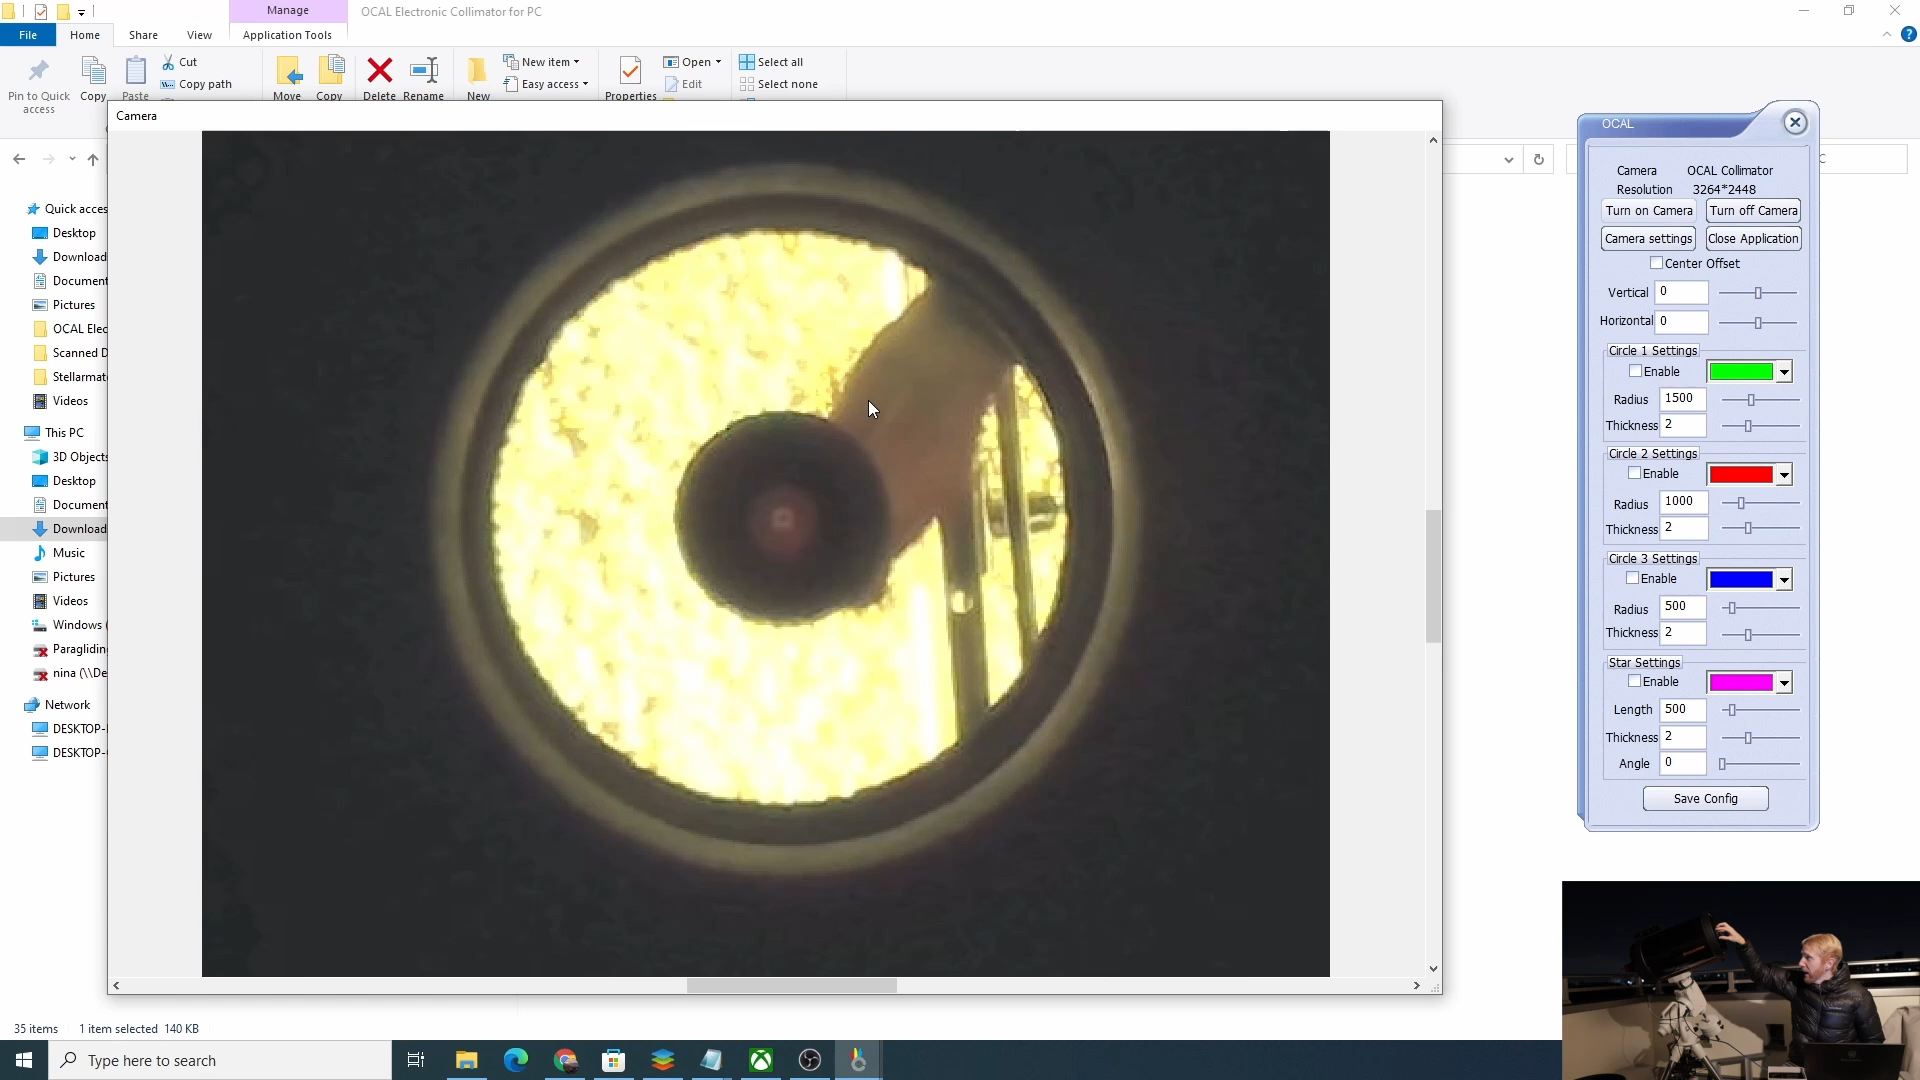 Manage
OCAL Electronic Collimator for PC
File
Home
Share
View
Application Tools
Pin to Quick access
Copy
Paste
Cut
Copy path
Move
Copy
Delete
Rename
New item
Easy access
New
Properties
Open
Edit
Select all
Select none
Camera
Quick acces
Desktop
Download
Document
Pictures
OCAL Elec
Scanned D
Stellarmat
Videos
This PC
3D Objects
Desktop
Document
Download
Music
Pictures
Videos
Windows (
Paragliding
nina (\\De
Network
DESKTOP-
DESKTOP-
35 items
1 item selected 140 KB
Type here to search
OCAL
Camera OCAL Collimator
Resolution 3264*2448
Turn on Camera
Turn off Camera
Camera settings
Close Application
Center Offset
Vertical 0
Horizontal 0
Circle 1 Settings
Enable
Radius 1500
Thickness 2
Circle 2 Settings
Enable
Radius 1000
Thickness 2
Circle 3 Settings
Enable
Radius 500
Thickness 2
Star Settings
Enable
Length 500
Thickness 2
Angle 0
Save Config